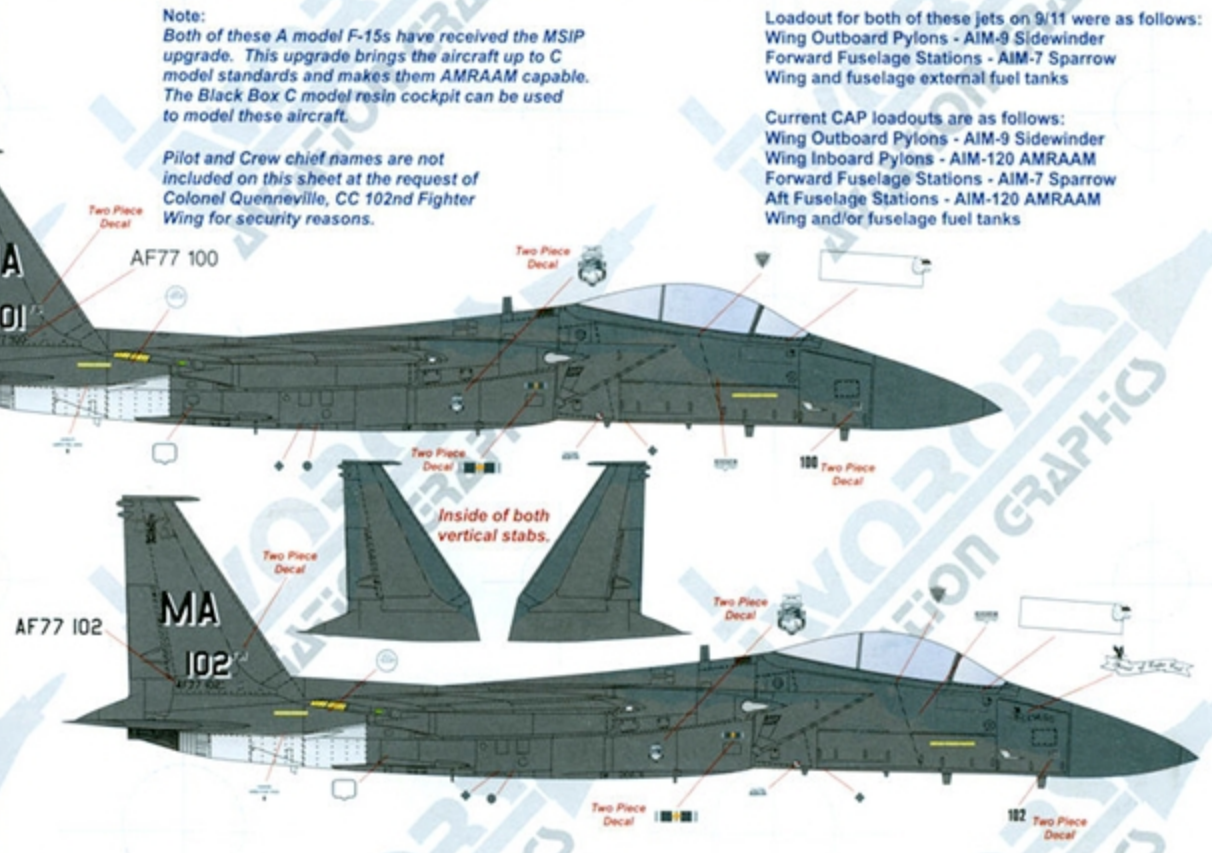 Note:
Both of these A model F-15s have received the MSIP
upgrade. This upgrade brings the aircraft up to C
model standards and makes them AMRAAM capable.
The Black Box C model resin cockpit can be used
to model these aircraft.
Pilot and Crew chief names are not
included on this sheet at the request of
Colonel Quenneville, CC 102nd Fighter
Wing for security reasons.
Loadout for both of these jets on 9/11 were as follows:
Wing Outboard Pylons - AIM-9 Sidewinder
Forward Fuselage Stations - AIM-7 Sparrow
Wing and fuselage external fuel tanks
Current CAP loadouts are as follows:
Wing Outboard Pylons - AIM-9 Sidewinder
Wing Inboard Pylons - AIM-120 AMRAAM
Forward Fuselage Stations - AIM-7 Sparrow
Aft Fuselage Stations - AIM-120 AMRAAM
Wing and/or fuselage fuel tanks
Two Piece
Decal
A
AF77 100
01
Two Piece
Decal
Two Piece
Decal
100
Two Piece
Decal
Inside of both
vertical stabs.
Two Piece
Decal
MA
AF77 102
102
AF77 102
Two Piece
Decal
Two Piece
Decal
102
Two Piece
Decal
TWOBOBS
AVIATION GRAPHICS